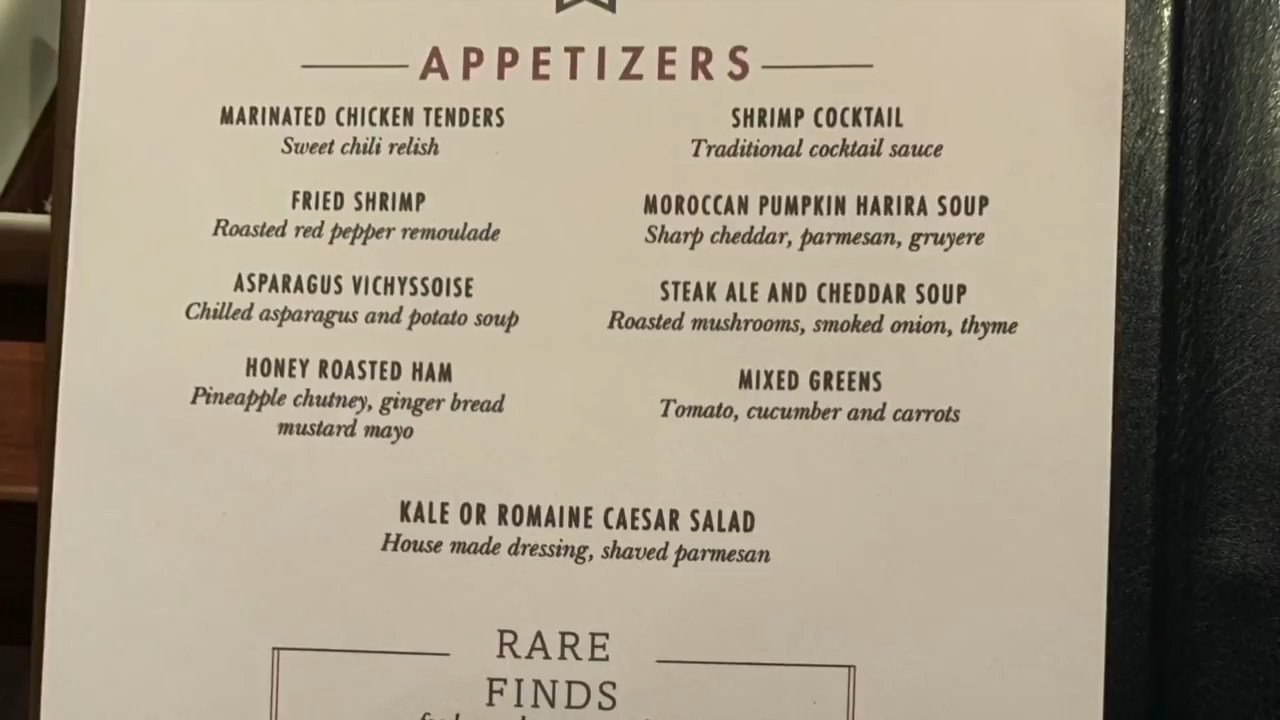 APPETIZERS
MARINATED CHICKEN TENDERS
Sweet chili relish
FRIED SHRIMP
Roasted red pepper remoulade
ASPARAGUS VICHYSSOISE
Chilled asparagus and potato soup
HONEY ROASTED HAM
Pineapple chutney, ginger bread
mustard mayo
SHRIMP COCKTAIL
Traditional cocktail sauce
MOROCCAN PUMPKIN HARIRA SOUP
Sharp cheddar, parmesan, gruyere
STEAK ALE AND CHEDDAR SOUP
Roasted mushrooms, smoked onion, thyme
MIXED GREENS
Tomato, cucumber and carrots
KALE OR ROMAINE CAESAR SALAD
House made dressing, shaved parmesan
RARE
FINDS